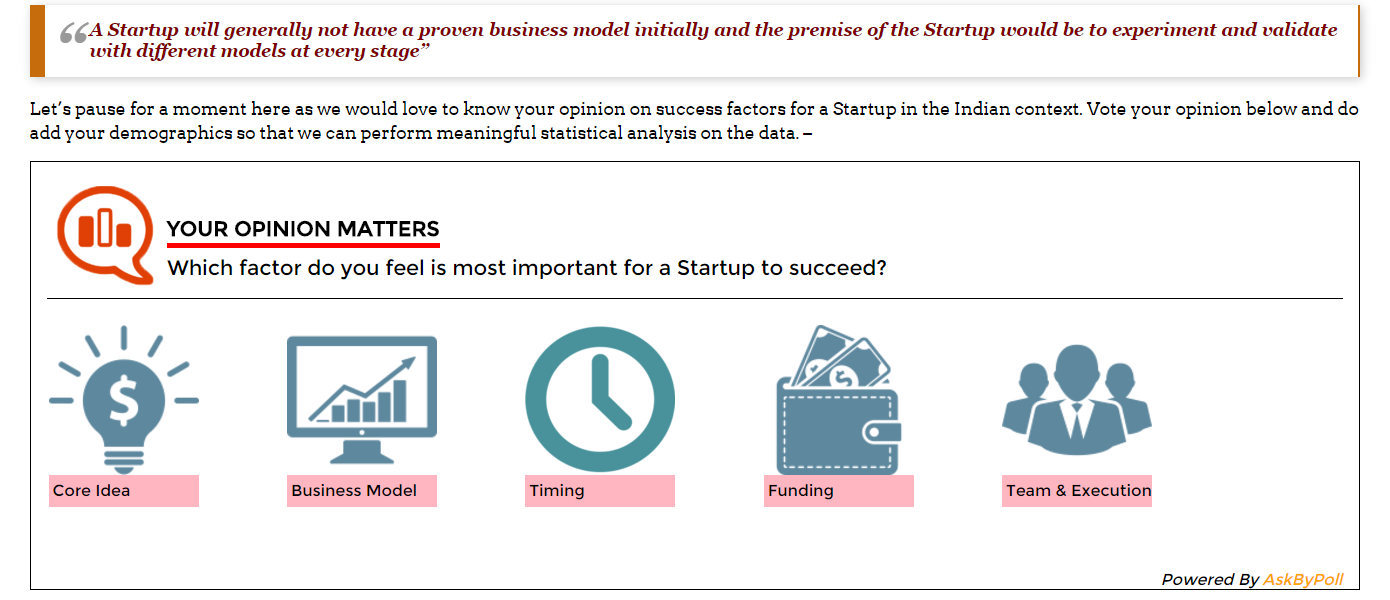 “A Startup will generally not have a proven business model initially and the premise of the Startup would be to experiment and validate
with different models at every stage”
Let’s pause for a moment here as we would love to know your opinion on success factors for a Startup in the Indian context. Vote your opinion below and do
add your demographics so that we can perform meaningful statistical analysis on the data. –
YOUR OPINION MATTERS
Which factor do you feel is most important for a Startup to succeed?
$
$
Core Idea
Business Model
Timing
Funding
Team & Execution
Powered By AskByPoll